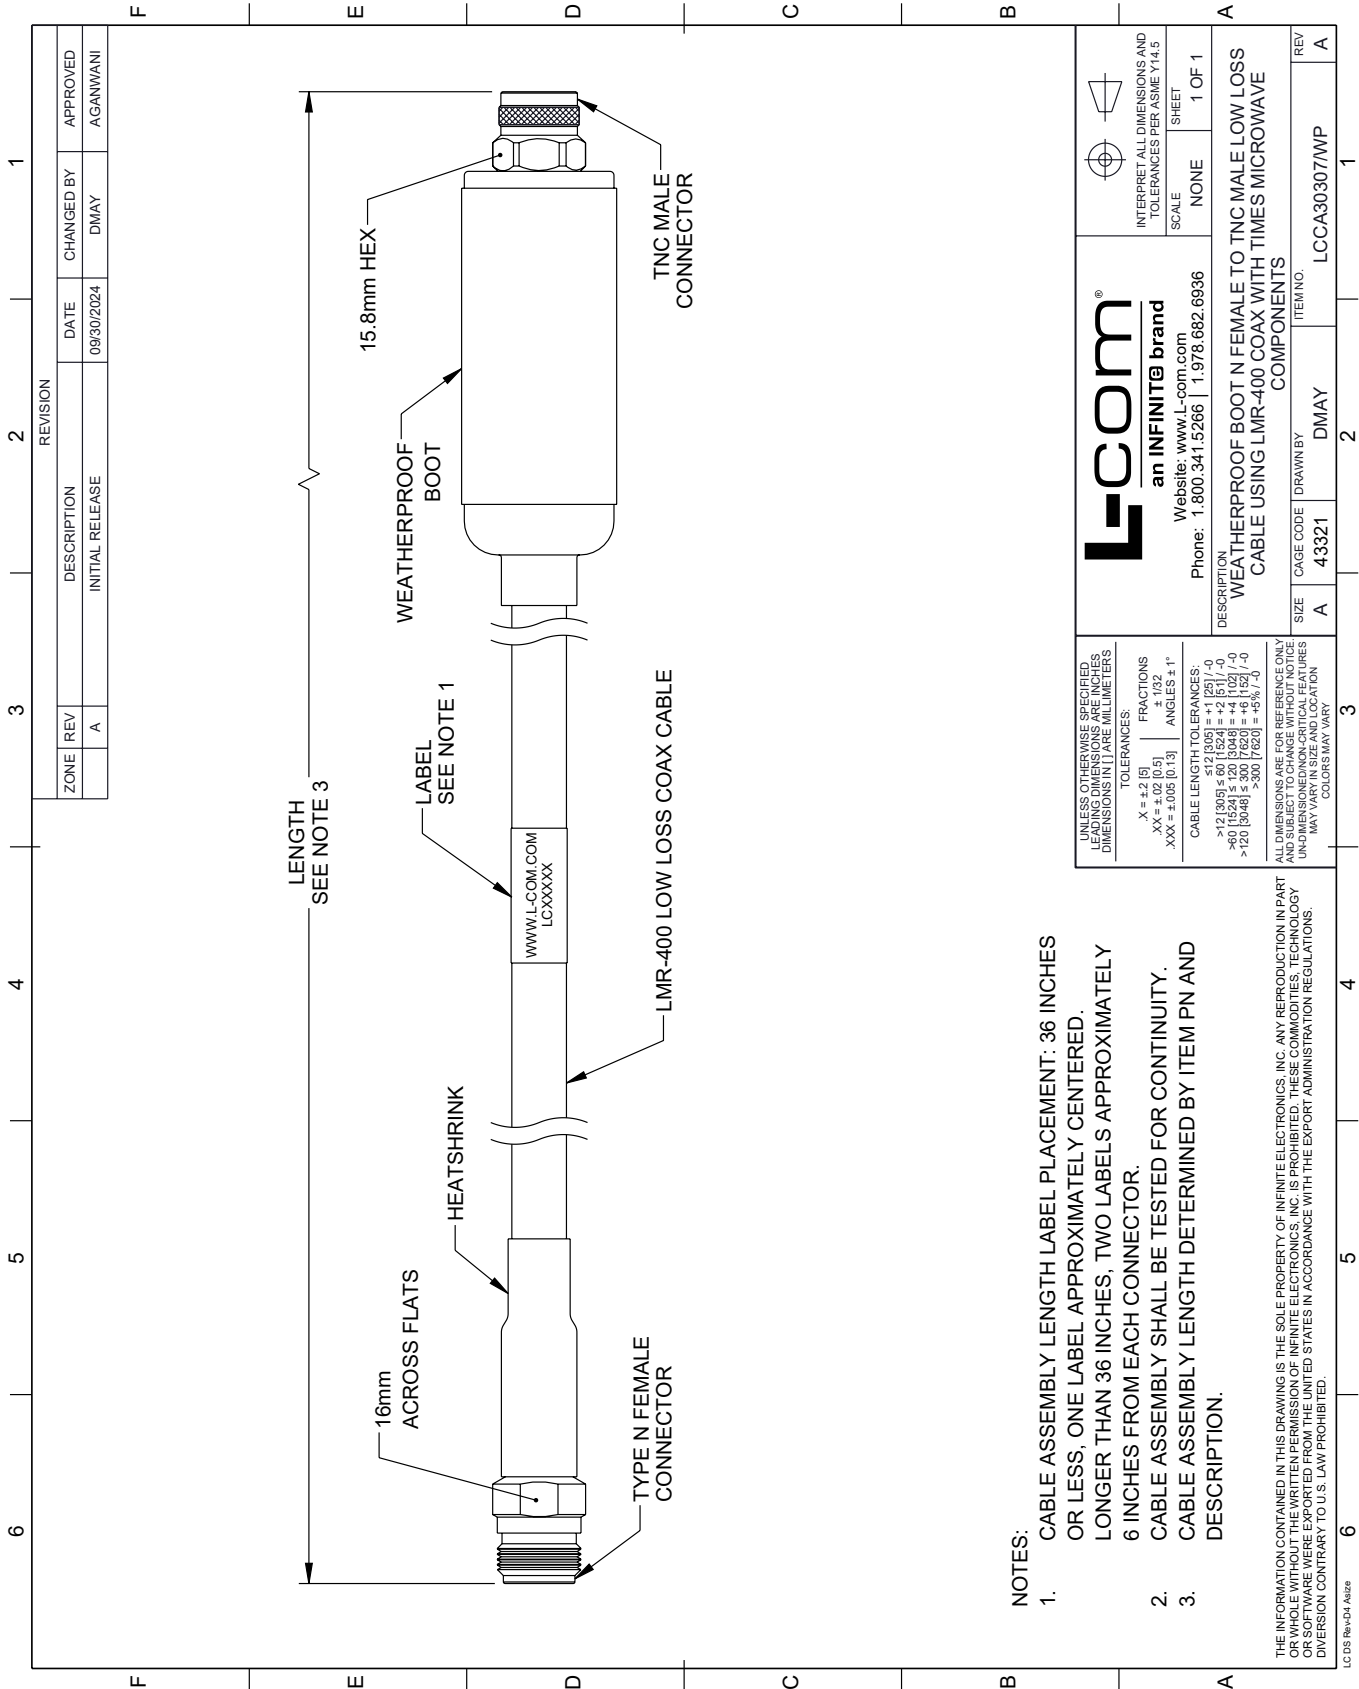 6 5 4 3 2 1
F
E
D
C
B
A
F
E
D
C
B
A
REVISION
ZONE REV DESCRIPTION DATE CHANGED BY APPROVED
A INITIAL RELEASE 09/30/2024 DMAY AGANWANI
LENGTH
SEE NOTE 3
16mm
ACROSS FLATS
HEATSHRINK
LABEL
SEE NOTE 1
WEATHERPROOF
BOOT
15.8mm HEX
WWW.L-COM.COM
LCXXXXX
TYPE N FEMALE
CONNECTOR
LMR-400 LOW LOSS COAX CABLE
TNC MALE
CONNECTOR
NOTES:
1. CABLE ASSEMBLY LENGTH LABEL PLACEMENT: 36 INCHES
OR LESS, ONE LABEL APPROXIMATELY CENTERED.
LONGER THAN 36 INCHES, TWO LABELS APPROXIMATELY
6 INCHES FROM EACH CONNECTOR.
2. CABLE ASSEMBLY SHALL BE TESTED FOR CONTINUITY.
3. CABLE ASSEMBLY LENGTH DETERMINED BY ITEM PN AND
DESCRIPTION.
THE INFORMATION CONTAINED IN THIS DRAWING IS THE SOLE PROPERTY OF INFINITE ELECTRONICS, INC. ANY REPRODUCTION IN PART
OR WHOLE WITHOUT THE WRITTEN PERMISSION OF INFINITE ELECTRONICS, INC. IS PROHIBITED. THESE COMMODITIES, TECHNOLOGY
OR SOFTWARE WERE EXPORTED FROM THE UNITED STATES IN ACCORDANCE WITH THE EXPORT ADMINISTRATION REGULATIONS.
DIVERSION CONTRARY TO U.S. LAW PROHIBITED.
UNLESS OTHERWISE SPECIFIED
LEADING DIMENSIONS ARE INCHES
DIMENSIONS IN [ ] ARE MILLIMETERS
TOLERANCES:
.X = ±.2 [5] FRACTIONS
.XX = ±.02 [0.5] ± 1/32
.XXX = ±.005 [0.13] ANGLES ± 1°
CABLE LENGTH TOLERANCES:
≤12 [305] = +1 [25] / -0
>12 [305] ≤ 60 [1524] = +2 [51] / -0
>60 [1524] ≤ 120 [3048] = +4 [102] / -0
>120 [3048] ≤ 300 [7620] = +6 [152] / -0
>300 [7620] = +5% / -0
ALL DIMENSIONS ARE FOR REFERENCE ONLY
AND SUBJECT TO CHANGE WITHOUT NOTICE.
UN-DIMENSIONED/NON-CRITICAL FEATURES
MAY VARY IN SIZE AND LOCATION
COLORS MAY VARY
L-com®
an INFINITE brand
Website: www.L-com.com
Phone: 1.800.341.5266 | 1.978.682.6936
INTERPRET ALL DIMENSIONS AND
TOLERANCES PER ASME Y14.5
SCALE SHEET
NONE 1 OF 1
DESCRIPTION
WEATHERPROOF BOOT N FEMALE TO TNC MALE LOW LOSS
CABLE USING LMR-400 COAX WITH TIMES MICROWAVE
COMPONENTS
SIZE CAGE CODE DRAWN BY ITEM NO. REV
A 43321 DMAY LCCA30307/WP A
6 5 4 3 2 1
LC DS Rev-D4 Asize